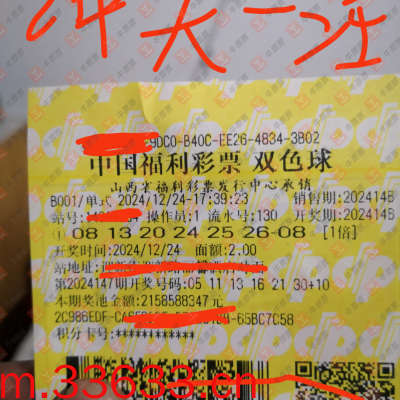 大一注
9DC0-B40C-EE26-4834-3B02
中国福利彩票 双色球
山西省福利彩票发行中心承销
B001/单式 2024/12/24-17:39:23 销售期:2024148
站号: 操作员:1 流水号:130 开奖期:2024148
① 08 13 20 24 25 26-08 [1倍]
开奖时间:2024/12/24 面额:2.00
站地址:
第2024147期开奖号码:05 11 13 16 21 30+10
本期奖池金额:2158588347元
2C986EDF-CA -65BC7C58
积分卡号:************
m.33633.cn